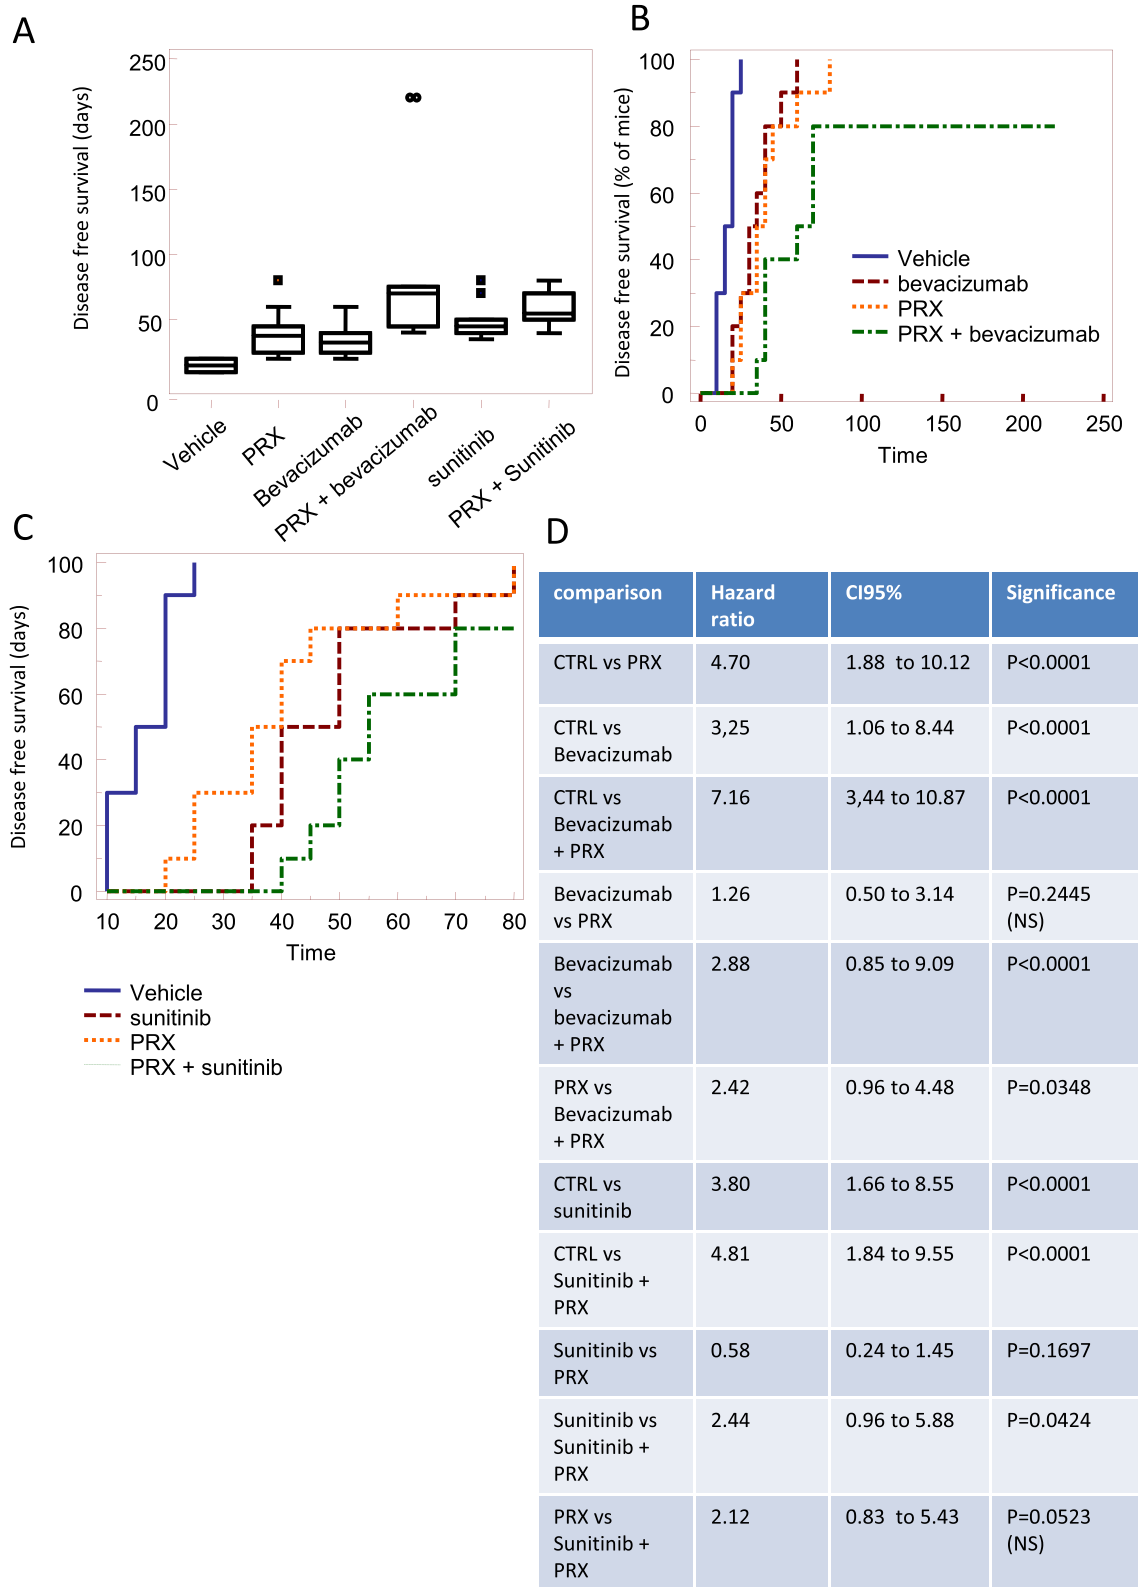 A
Disease free survival (days)
250
200
150
100
50
0
Vehicle
PRX
Bevacizumab
PRX + bevacizumab
sunitinib
PRX + Sunitinib
B
Disease free survival (% of mice)
100
80
60
40
20
0
Vehicle
bevacizumab
PRX
PRX + bevacizumab
0 50 100 150 200 250
Time
C
Disease free survival (days)
100
80
60
40
20
0
10 20 30 40 50 60 70 80
Time
Vehicle
sunitinib
PRX
PRX + sunitinib
D
comparison Hazard CI95% Significance
ratio
CTRL vs PRX 4.70 1.88 to 10.12 P<0.0001
CTRL vs 3,25 1.06 to 8.44 P<0.0001
Bevacizumab
CTRL vs 7.16 3,44 to 10.87 P<0.0001
Bevacizumab
+ PRX
Bevacizumab 1.26 0.50 to 3.14 P=0.2445
vs PRX (NS)
Bevacizumab 2.88 0.85 to 9.09 P<0.0001
vs
bevacizumab
+ PRX
PRX vs 2.42 0.96 to 4.48 P=0.0348
Bevacizumab
+ PRX
CTRL vs 3.80 1.66 to 8.55 P<0.0001
sunitinib
CTRL vs 4.81 1.84 to 9.55 P<0.0001
Sunitinib +
PRX
Sunitinib vs 0.58 0.24 to 1.45 P=0.1697
PRX
Sunitinib vs 2.44 0.96 to 5.88 P=0.0424
Sunitinib +
PRX
PRX vs 2.12 0.83 to 5.43 P=0.0523
Sunitinib + (NS)
PRX